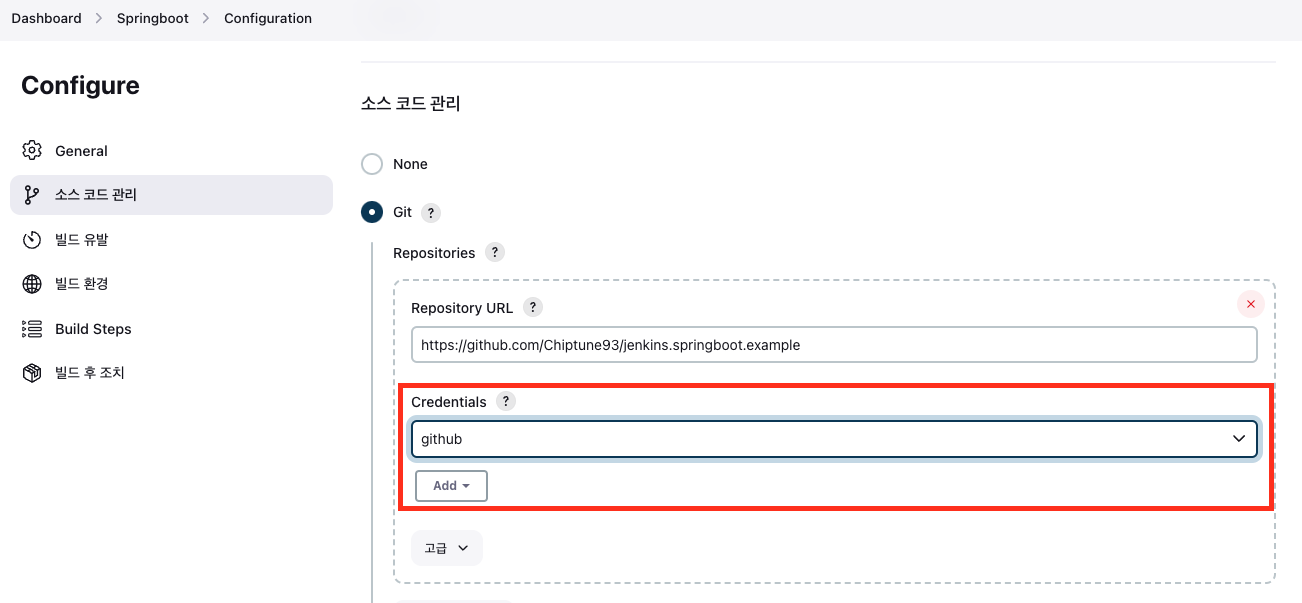 Dashboard > Springboot > Configuration
Configure
General
소스 코드 관리
빌드 유발
빌드 환경
Build Steps
빌드 후 조치
소스 코드 관리
None
Git ?
Repositories ?
Repository URL ?
https://github.com/Chiptune93/jenkins.springboot.example
Credentials ?
github
Add
고급